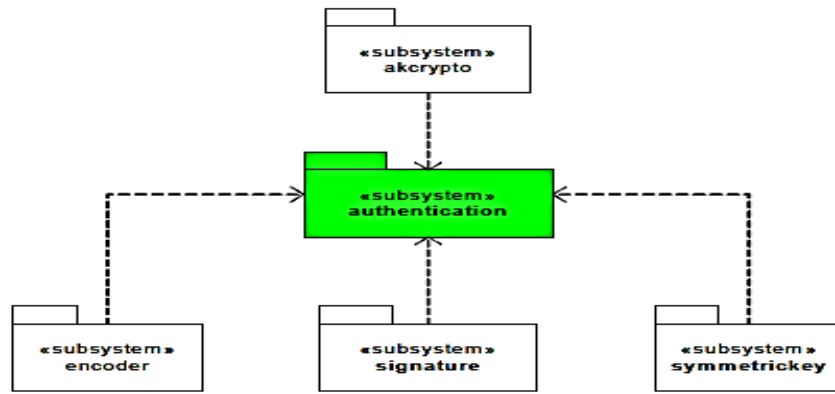 «subsystem»
akcrypto
«subsystem»
authentication
«subsystem»
encoder
«subsystem»
signature
«subsystem»
symmetrickey